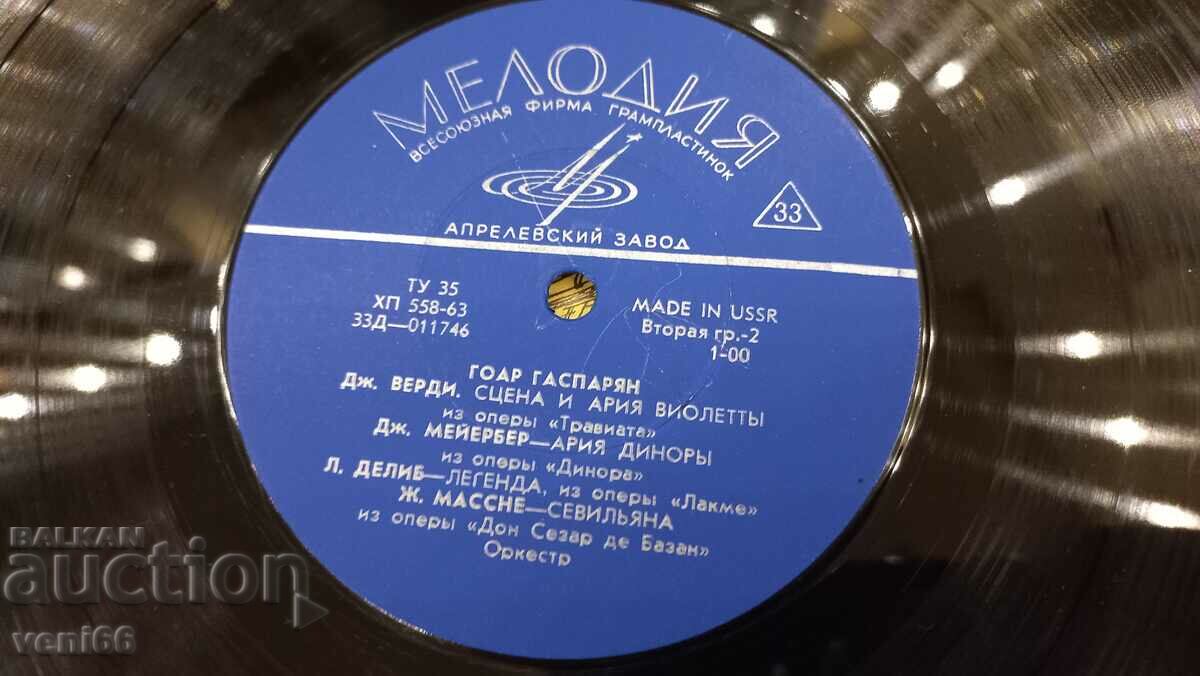 МЕЛОДИЯ
ВСЕСОЮЗНАЯ ФИРМА ГРАМПЛАСТИНОК
33
АПРЕЛЕВСКИЙ ЗАВОД
ТУ 35
ХП 558-63
33Д—011746
MADE IN USSR
Вторая гр.-2
1-00
ГОАР ГАСПАРЯН
Дж. ВЕРДИ. СЦЕНА И АРИЯ ВИОЛЕТТЫ
из оперы «Травиата»
Дж. МЕЙЕРБЕР—АРИЯ ДИНОРЫ
из оперы «Динора»
Л. ДЕЛИБ—ЛЕГЕНДА, из оперы «Лакме»
Ж. МАССНЕ—СЕВИЛЬЯНА
из оперы «Дон Сезар де Базан»
Оркестр
BALKAN
auction
veni66